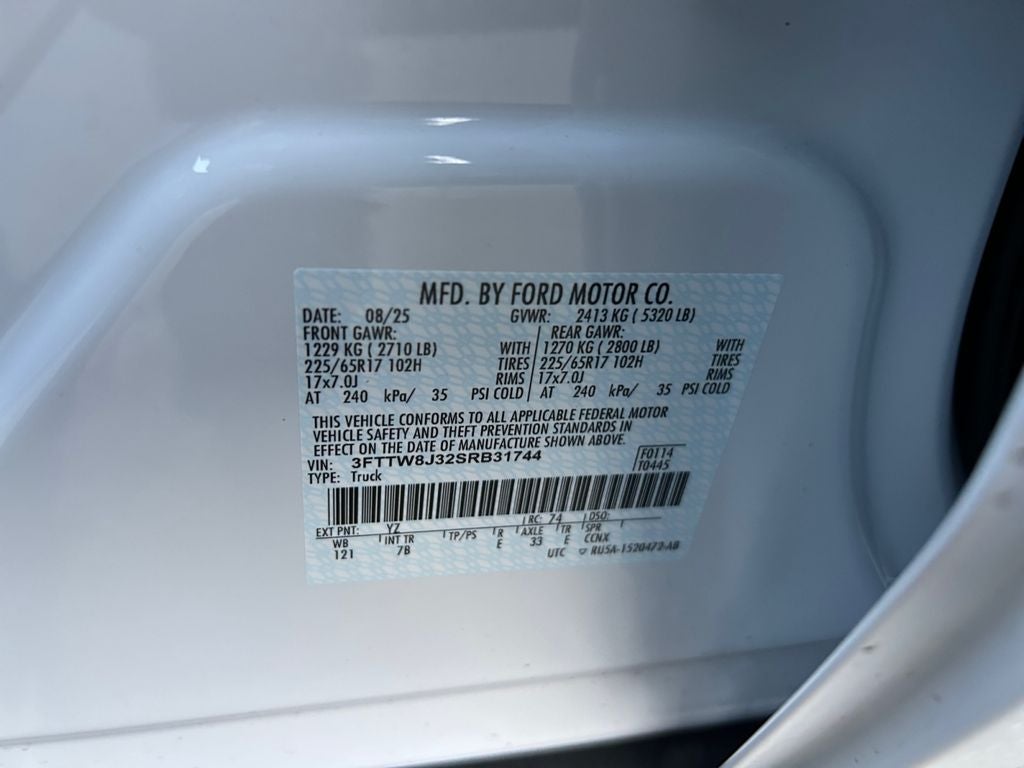 MFD. BY FORD MOTOR CO.
DATE: 08/25 GVWR: 2413 KG ( 5320 LB)
FRONT GAWR: REAR GAWR:
1229 KG ( 2710 LB) WITH 1270 KG ( 2800 LB) WITH
225/65R17 102H TIRES 225/65R17 102H TIRES
17x7.0J RIMS 17x7.0J RIMS
AT 240 kPa/ 35 PSI COLD AT 240 kPa/ 35 PSI COLD
THIS VEHICLE CONFORMS TO ALL APPLICABLE FEDERAL MOTOR
VEHICLE SAFETY AND THEFT PREVENTION STANDARDS IN
EFFECT ON THE DATE OF MANUFACTURE SHOWN ABOVE.
VIN: 3FTTW8J32SRB31744 F0114
TYPE: Truck T0445
EXT PNT: YZ RC: 74 DSO:
WB INT TR TP/PS R AXLE TR SPR
121 7B E 33 E CCNX
UTC RU5A-1520472-AB